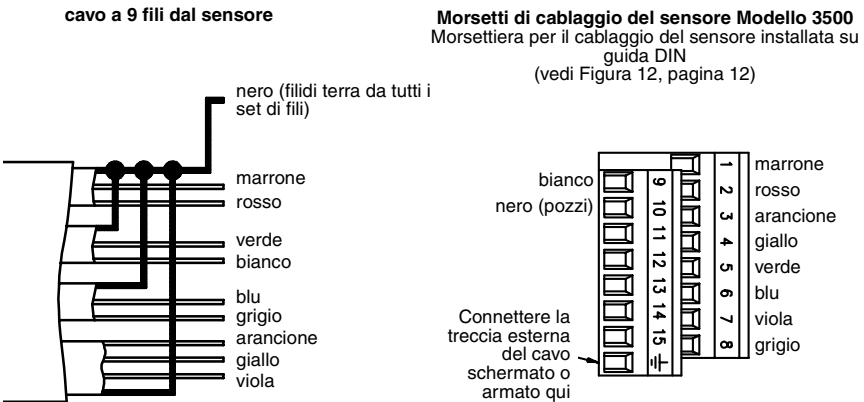 cavo a 9 fili dal sensore
nero (filidi terra da tutti i
set di fili)
marrone
rosso
verde
bianco
blu
grigio
arancione
giallo
viola
Morsetti di cablaggio del sensore Modello 3500
Morsettiera per il cablaggio del sensore installata su
guida DIN
(vedi Figura 12, pagina 12)
bianco
nero (pozzi)
Connettere la
treccia esterna
del cavo
schermato o
armato qui
9
10
11
12
13
14
15
1
2
3
4
5
6
7
8
marrone
rosso
arancione
giallo
verde
blu
viola
grigio